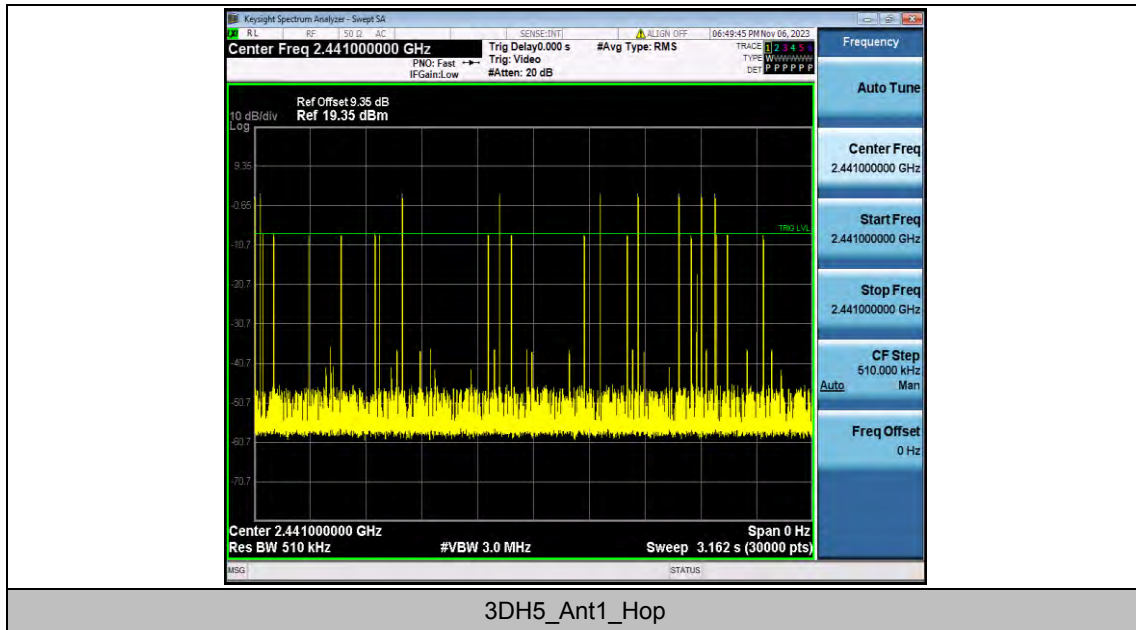 Keysight Spectrum Analyzer - Swept SA
RL RF 50 Ω AC SENSE:INT ALIGN OFF 06:49:45 PM Nov 06, 2023
Center Freq 2.441000000 GHz Trig Delay0.000 s #Avg Type: RMS TRACE 1 2 3 4 5 6
PNO: Fast Trig: Video TYPE WWWWWW
IFGain:Low #Atten: 20 dB DET P P P P P P
Ref Offset 9.35 dB
10 dB/div Ref 19.35 dBm
Log
9.35
-0.65
TRIG LVL
-10.7
-20.7
-30.7
-40.7
-50.7
-60.7
-70.7
Center 2.441000000 GHz Span 0 Hz
Res BW 510 kHz #VBW 3.0 MHz Sweep 3.162 s (30000 pts)
MSG STATUS
Frequency
Auto Tune
Center Freq
2.441000000 GHz
Start Freq
2.441000000 GHz
Stop Freq
2.441000000 GHz
CF Step
510.000 kHz
Auto Man
Freq Offset
0 Hz
3DH5_Ant1_Hop